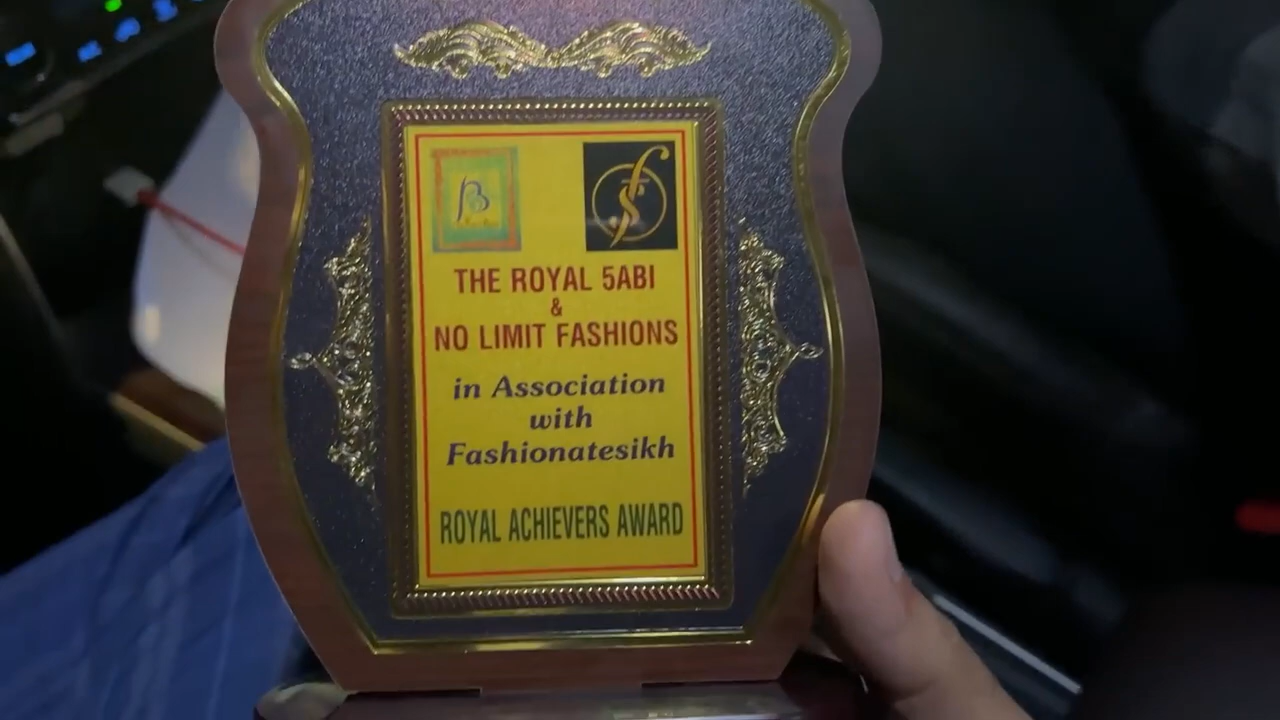 THE ROYAL 5ABI
&
NO LIMIT FASHIONS
in Association
with
Fashionatesikh
ROYAL ACHIEVERS AWARD